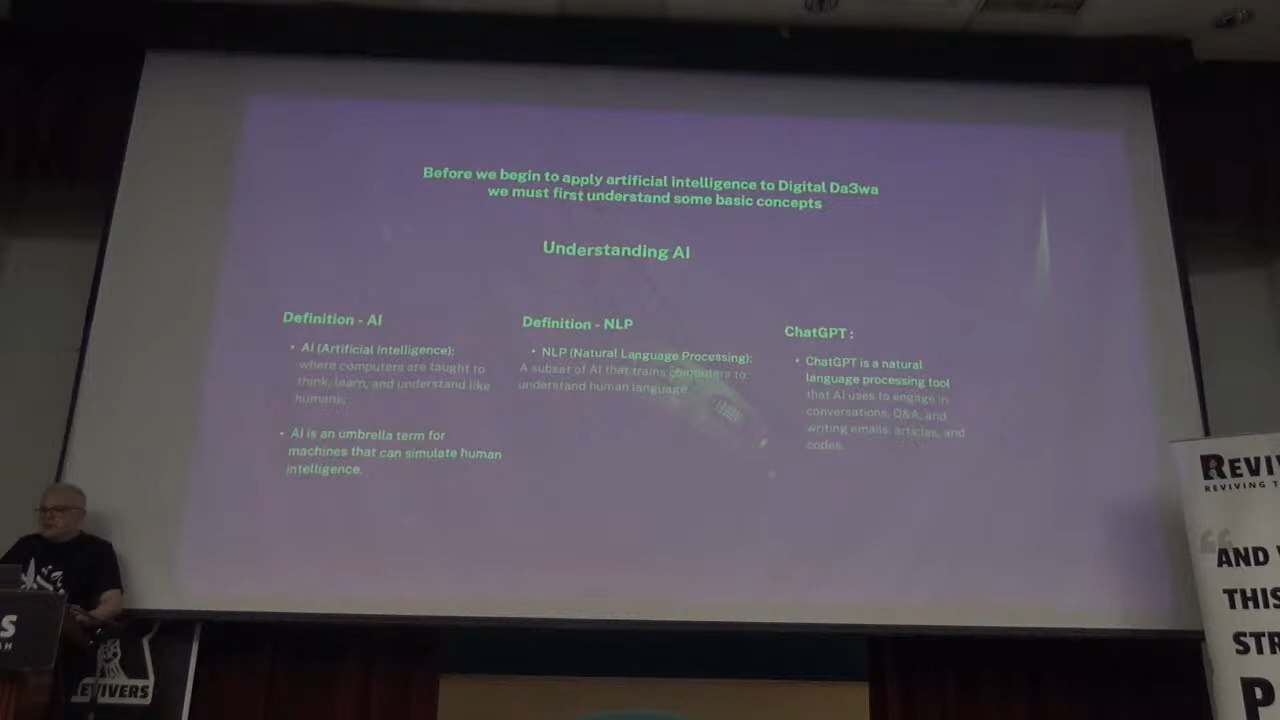 Before we begin to apply artificial intelligence to Digital Da3wa
we must first understand some basic concepts
Understanding AI
Definition - AI
• AI (Artificial Intelligence):
where computers are taught to
think, learn, and understand like
humans.
• AI is an umbrella term for
machines that can simulate human
intelligence.
Definition - NLP
• NLP (Natural Language Processing):
A subset of AI that trains computers to
understand human language
ChatGPT :
• ChatGPT is a natural
language processing tool
that AI uses to engage in
conversations, Q&A, and
writing emails, articles, and
codes.
REVI
REVIVING T
“AND
THIS
STR
P
S
AH
REVIVERS